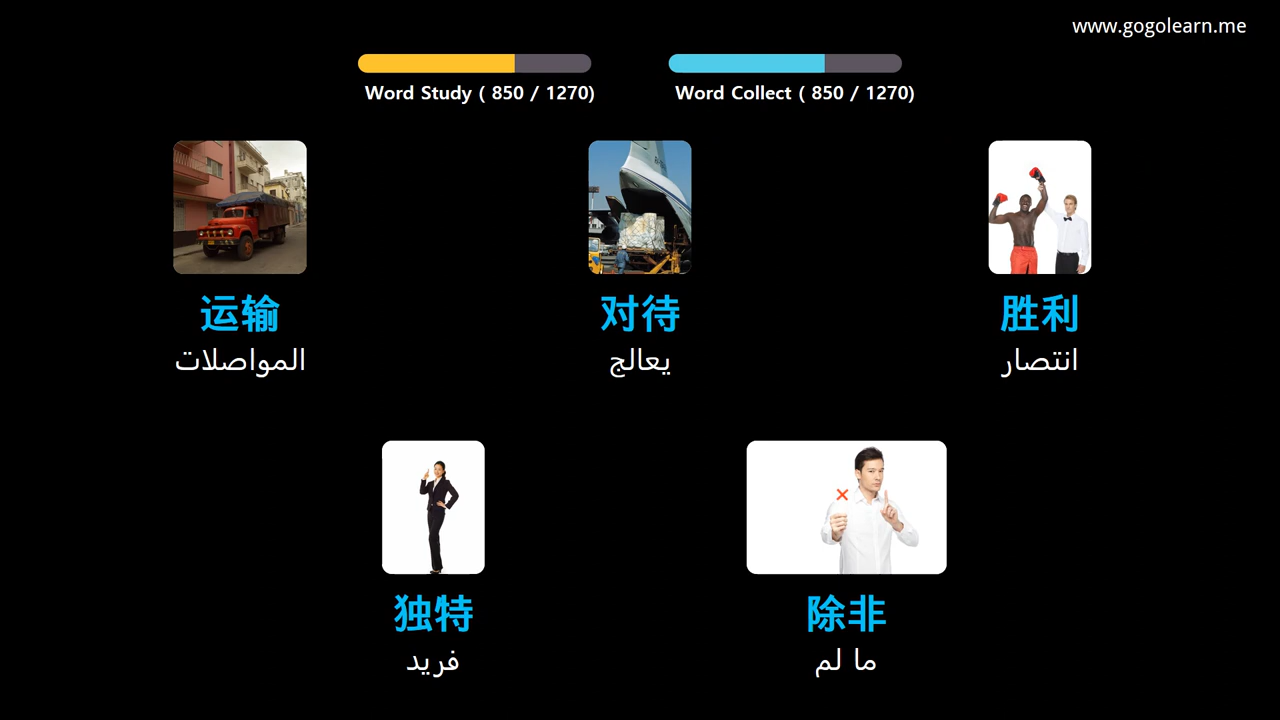 www.gogolearn.me
Word Study ( 850 / 1270)
Word Collect ( 850 / 1270)
运输
المواصلات
对待
يعالج
胜利
انتصار
独特
فريد
除非
ما لم